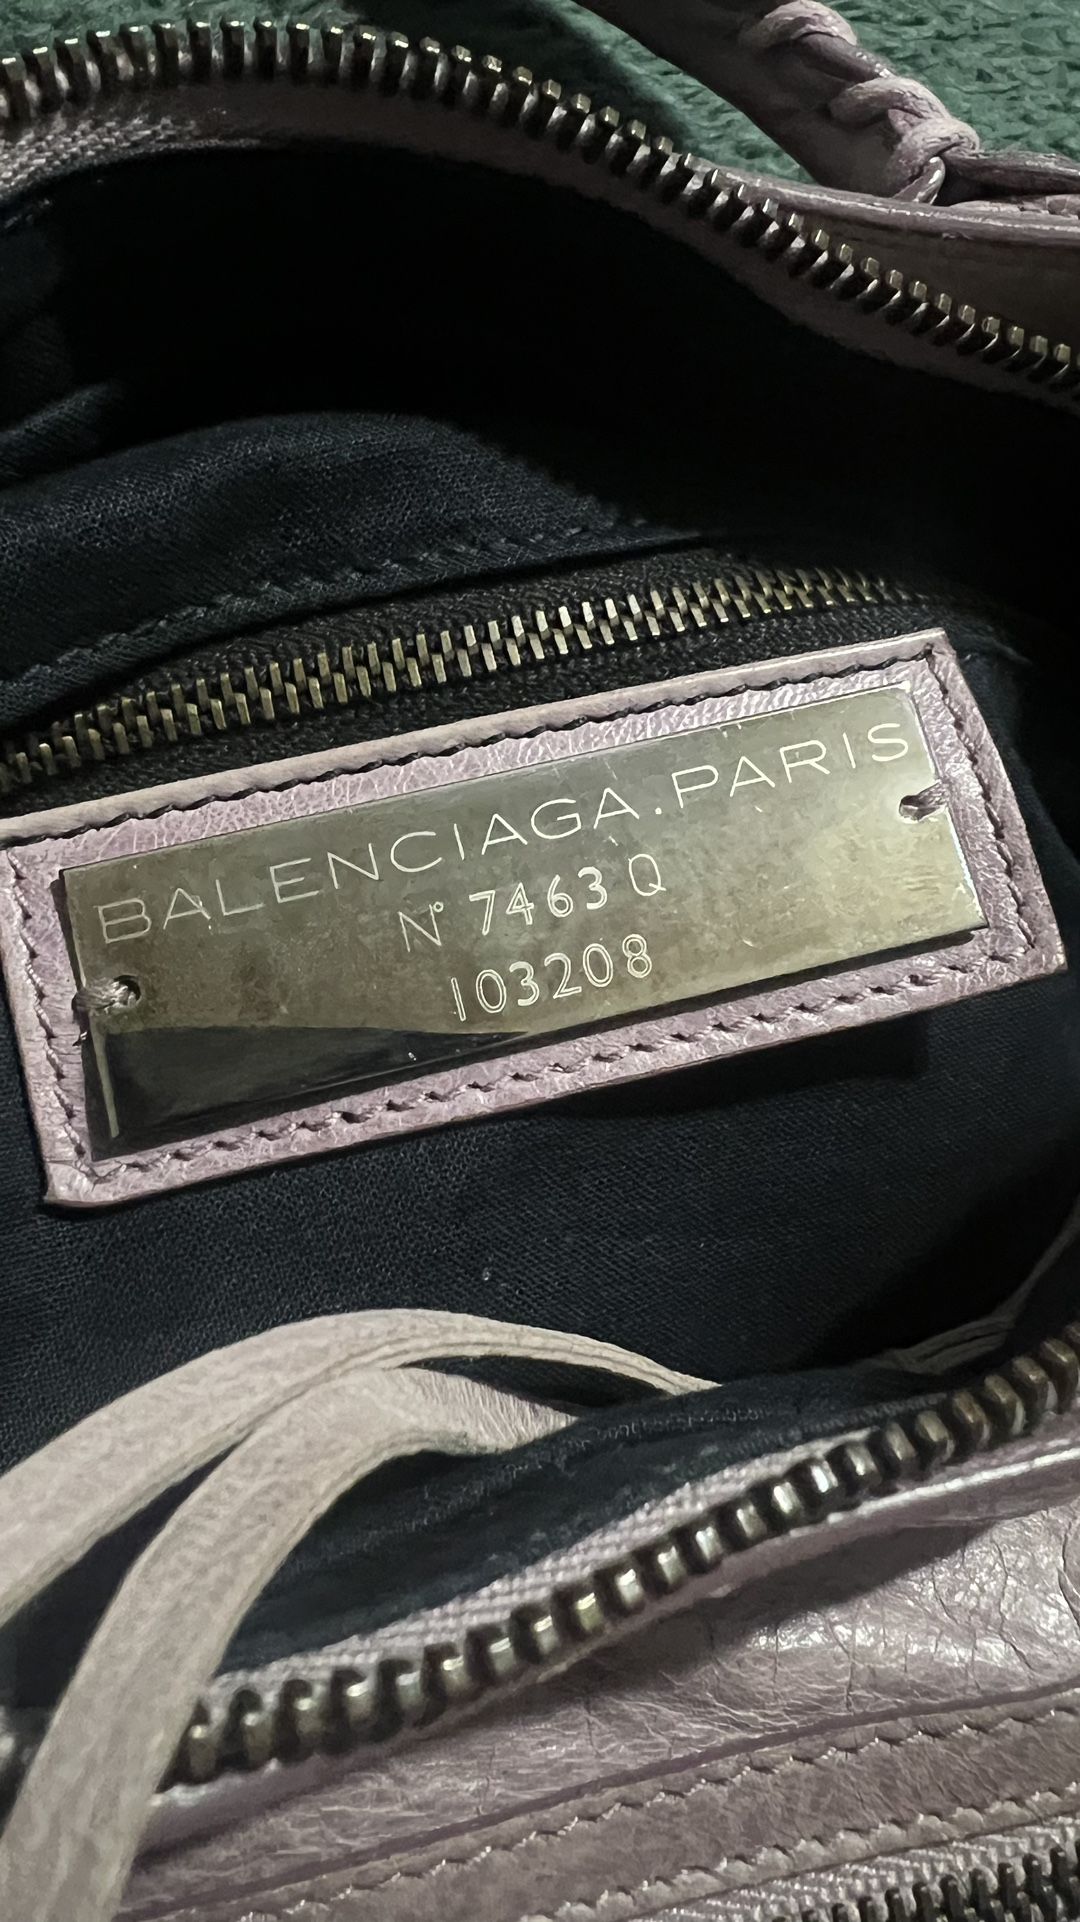 BALENCIAGA.PARIS
N° 7463 Q
103208